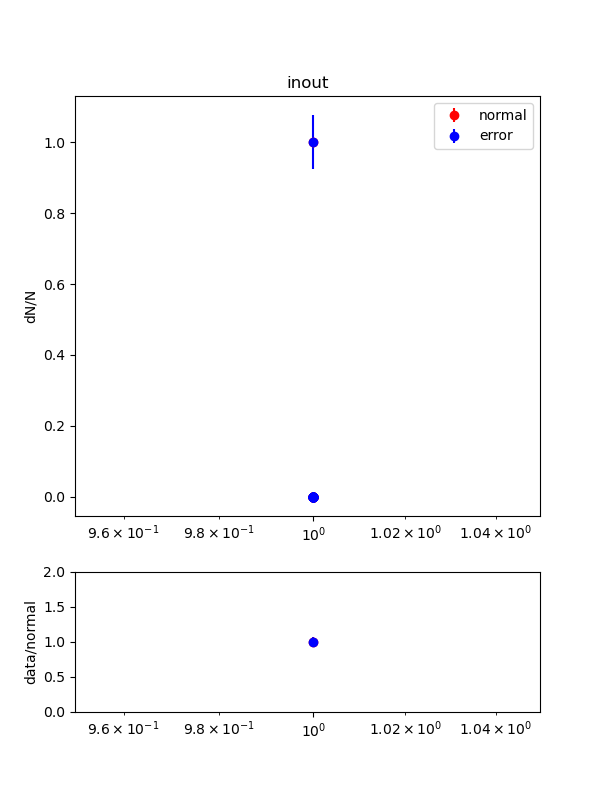 inout
normal
error
dN/N
1.0
0.8
0.6
0.4
0.2
0.0
9.6 × 10⁻¹ 9.8 × 10⁻¹ 10⁰ 1.02 × 10⁰ 1.04 × 10⁰
data/normal
2.0
1.5
1.0
0.5
0.0
9.6 × 10⁻¹ 9.8 × 10⁻¹ 10⁰ 1.02 × 10⁰ 1.04 × 10⁰